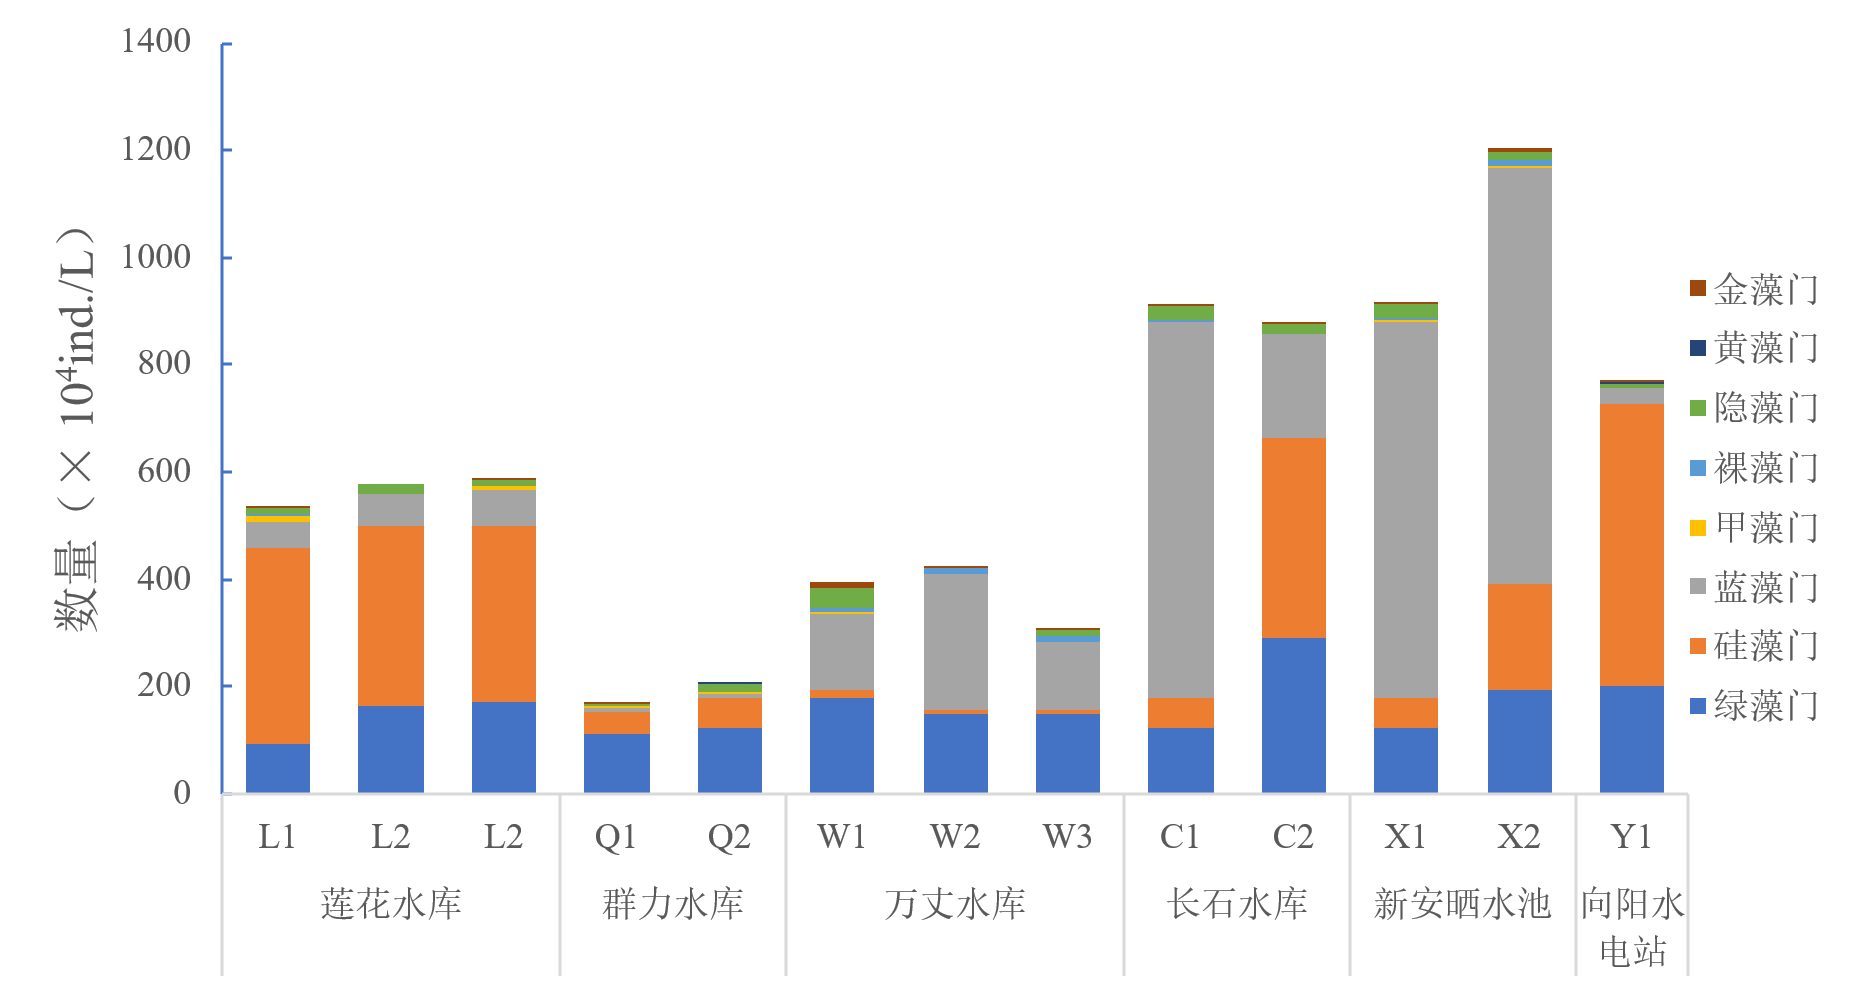 1400
1200
1000
800
600
400
200
0
数量（× 10⁴ind./L）
L1 L2 L2 Q1 Q2 W1 W2 W3 C1 C2 X1 X2 Y1
莲花水库 群力水库 万丈水库 长石水库 新安晒水池 向阳水
电站
金藻门
黄藻门
隐藻门
裸藻门
甲藻门
蓝藻门
硅藻门
绿藻门